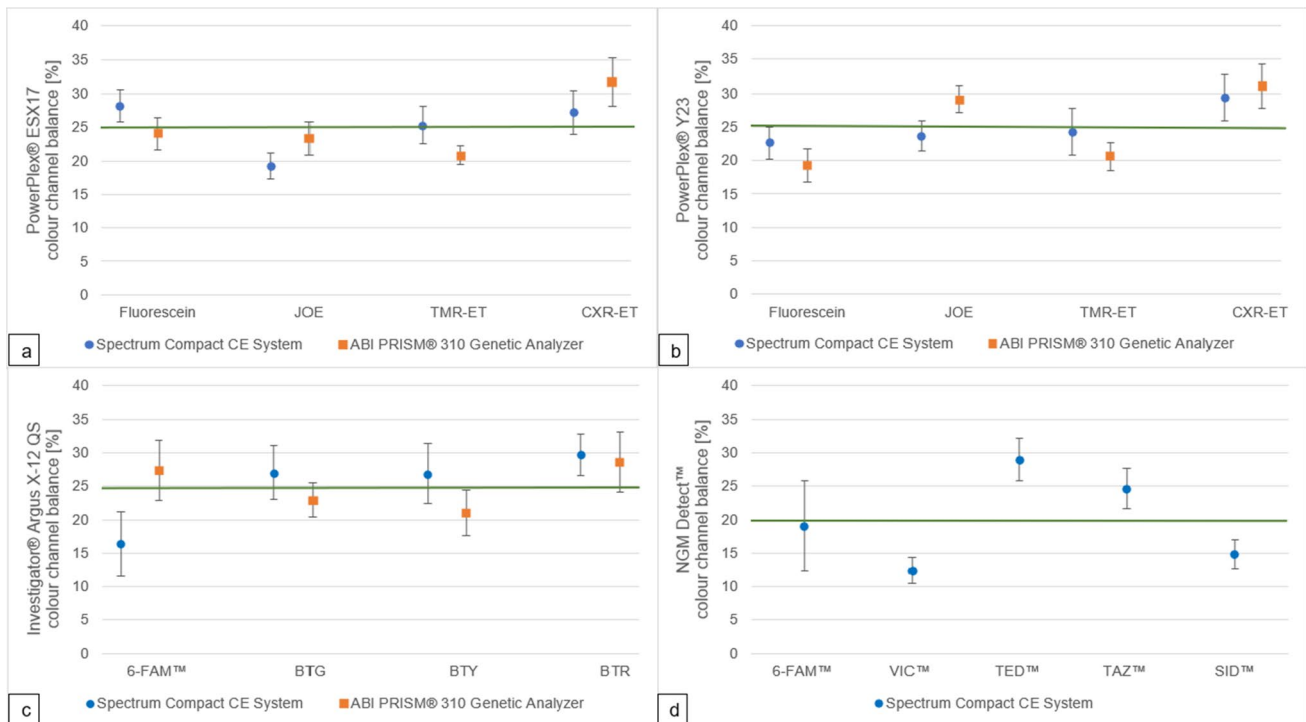 PowerPlex® ESX17
colour channel balance [%]
40
35
30
25
20
15
10
5
0
Fluorescein JOE TMR-ET CXR-ET
Spectrum Compact CE System ABI PRISM® 310 Genetic Analyzer
a
PowerPlex® Y23
colour channel balance [%]
40
35
30
25
20
15
10
5
0
Fluorescein JOE TMR-ET CXR-ET
Spectrum Compact CE System ABI PRISM® 310 Genetic Analyzer
b
Investigator® Argus X-12 QS
colour channel balance [%]
40
35
30
25
20
15
10
5
0
6-FAM™ BTG BTY BTR
Spectrum Compact CE System ABI PRISM® 310 Genetic Analyzer
c
NGM Detect™
colour channel balance [%]
40
35
30
25
20
15
10
5
0
6-FAM™ VIC™ TED™ TAZ™ SID™
Spectrum Compact CE System
d